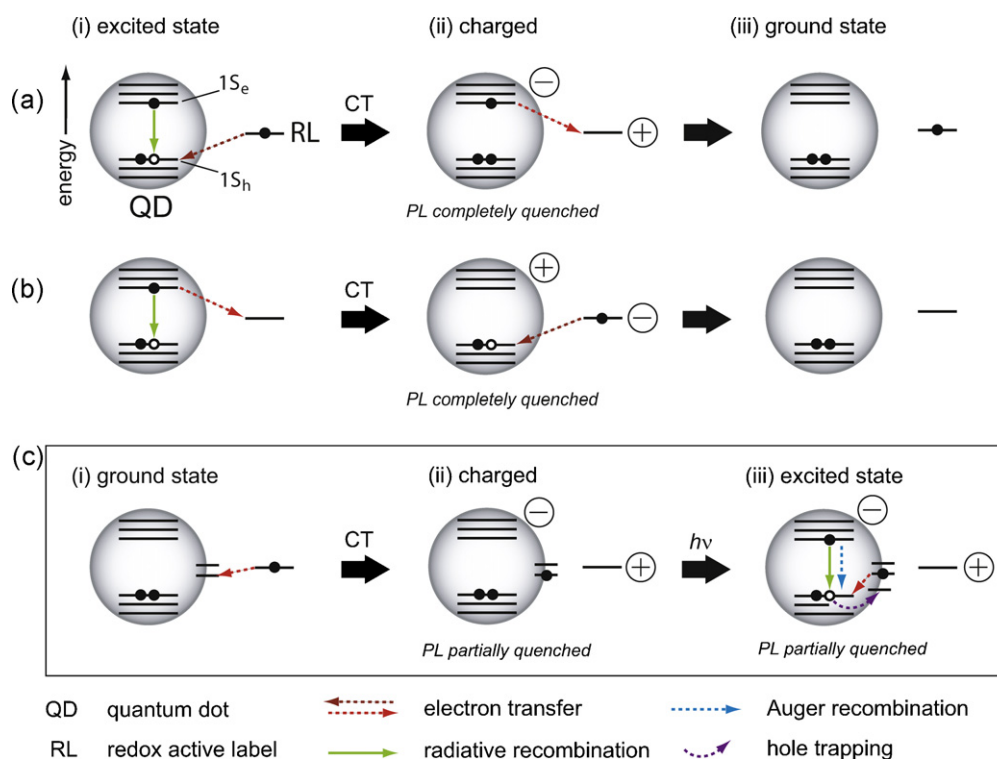 (i) excited state (ii) charged (iii) ground state
(a) energy 1Sₑ 1Sₕ QD RL CT − +
PL completely quenched
(b) CT + −
PL completely quenched
(c)
(i) ground state (ii) charged (iii) excited state
CT − + hν − +
PL partially quenched PL partially quenched
QD quantum dot electron transfer Auger recombination
RL redox active label radiative recombination hole trapping